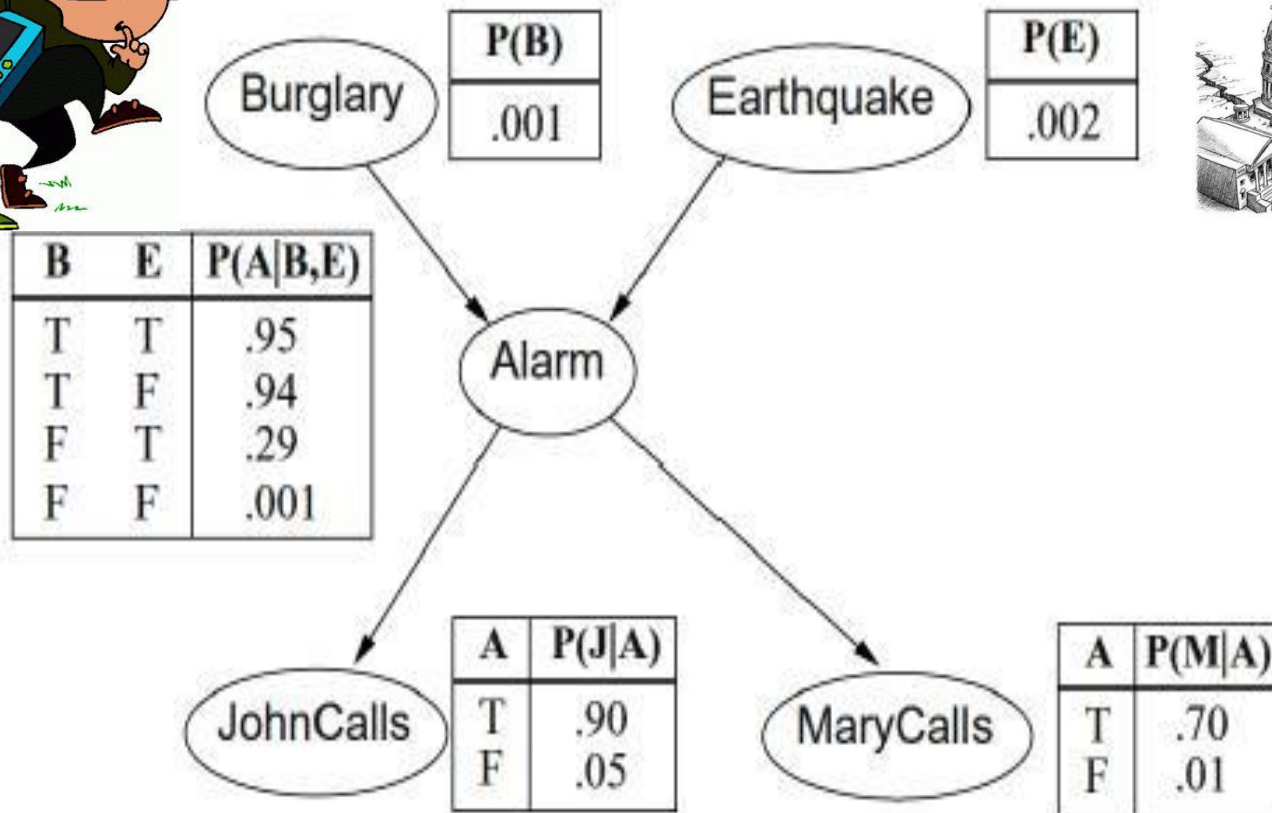 Burglary
P(B)
.001
Earthquake
P(E)
.002
B E P(A|B,E)
T T .95
T F .94
F T .29
F F .001
Alarm
JohnCalls
A P(J|A)
T .90
F .05
MaryCalls
A P(M|A)
T .70
F .01